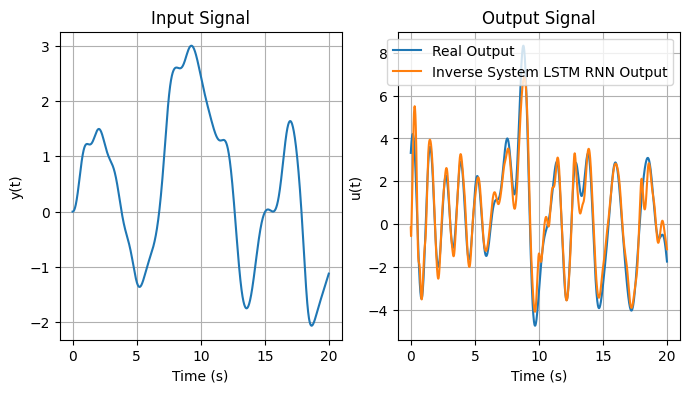 Input Signal
y(t)
3
2
1
0
−1
−2
0
5
10
15
20
Time (s)
Output Signal
Real Output
Inverse System LSTM RNN Output
u(t)
8
6
4
2
0
−2
−4
0
5
10
15
20
Time (s)